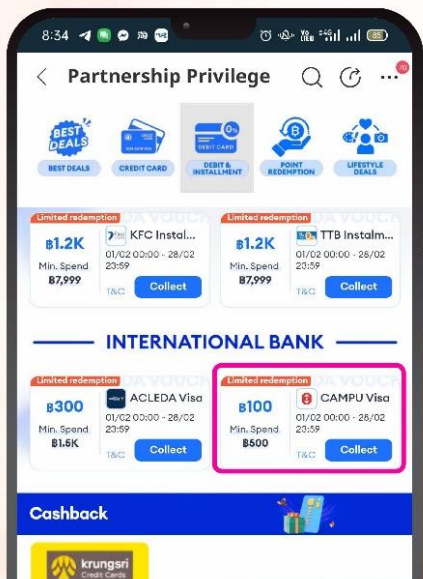 8:34
85
70
Partnership Privilege
BEST DEALS
0%
DEBIT CARD
BEST DEALS
CREDIT CARD
DEBIT & INSTALLMENT
POINT REDEMPTION
LIFESTYLE DEALS
Limited redemption
฿1.2K
Min. Spend
฿7,999
KFC Instal...
01/02 00:00 - 28/02
23:59
T&C
Collect
Limited redemption
฿1.2K
Min. Spend
฿7,999
TTB Instalm...
01/02 00:00 - 28/02
23:59
T&C
Collect
INTERNATIONAL BANK
Limited redemption
฿300
Min. Spend
฿1.5K
ACLEDA Visa
01/02 00:00 - 28/02
23:59
T&C
Collect
Limited redemption
฿100
Min. Spend
฿500
CAMPU Visa
01/02 00:00 - 28/02
23:59
T&C
Collect
Cashback
krungsri
Credit Cards